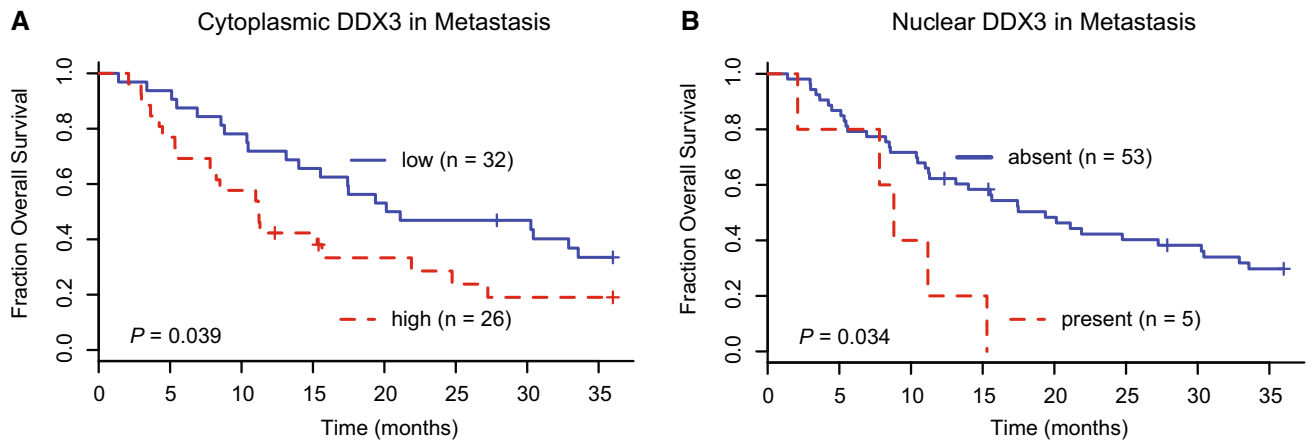 A
Cytoplasmic DDX3 in Metastasis
Fraction Overall Survival
1.0
0.8
0.6
0.4
0.2
0.0
low (n = 32)
high (n = 26)
P = 0.039
0 5 10 15 20 25 30 35
Time (months)
B
Nuclear DDX3 in Metastasis
Fraction Overall Survival
1.0
0.8
0.6
0.4
0.2
0.0
absent (n = 53)
present (n = 5)
P = 0.034
0 5 10 15 20 25 30 35
Time (months)